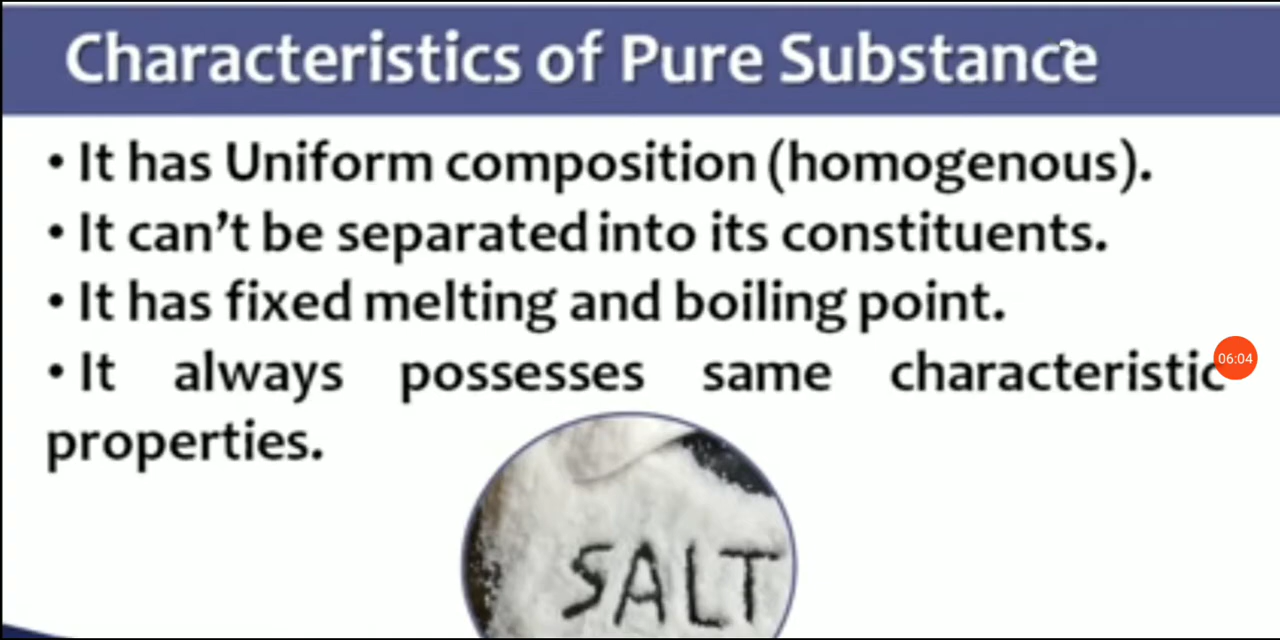 Characteristics of Pure Substance
• It has Uniform composition (homogenous).
• It can't be separated into its constituents.
• It has fixed melting and boiling point.
• It always possesses same characteristic
06:04
properties.
SALT